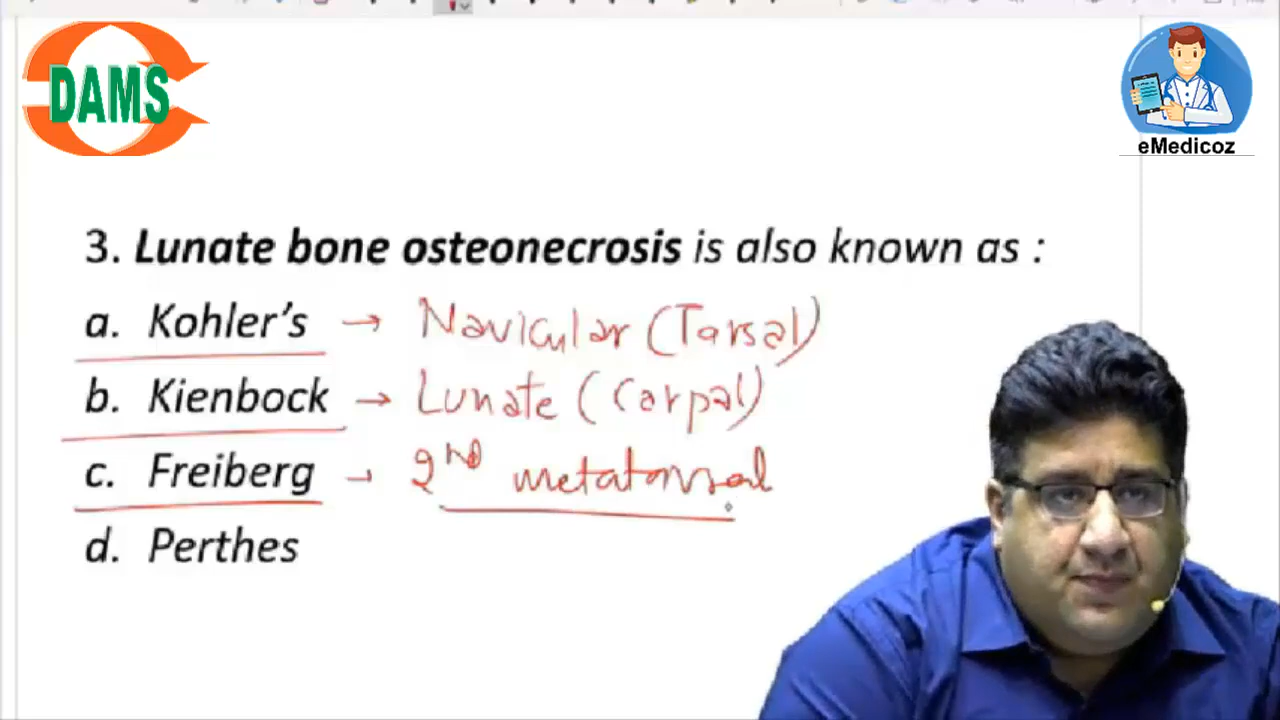 DAMS
eMedicoz
3. Lunate bone osteonecrosis is also known as :
a. Kohler's → Navicular (Tarsal)
b. Kienbock → Lunate (Carpal)
c. Freiberg → 2nd metatarsal
d. Perthes